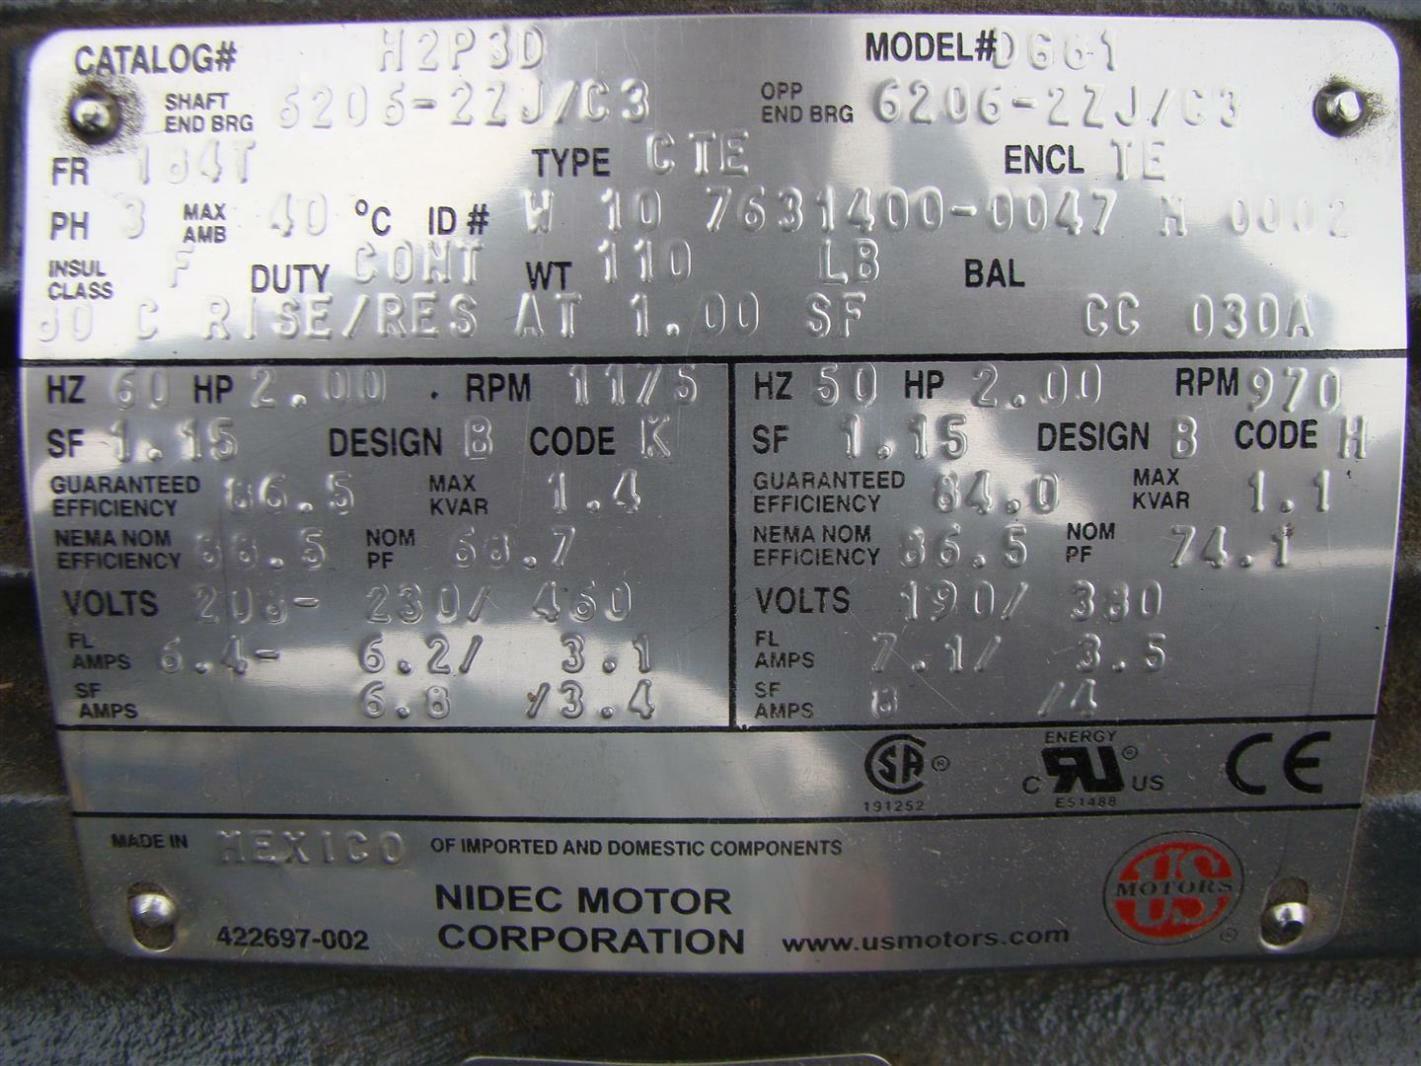 CATALOG# H2P3D MODEL# DG61
SHAFT END BRG 6206-2ZJ/C3 OPP END BRG 6206-2ZJ/C3
FR 184T TYPE CTE ENCL TE
PH 3 MAX AMB 40 °C ID# W 10 7631400-0047 M 0002
INSUL CLASS F DUTY CONT WT 110 LB BAL
80 C RISE/RES AT 1.00 SF CC 030A
HZ 60 HP 2.00 RPM 1175
SF 1.15 DESIGN B CODE K
GUARANTEED EFFICIENCY 86.5 MAX KVAR 1.4
NEMA NOM EFFICIENCY 88.5 NOM PF 68.7
VOLTS 208- 230/ 460
FL AMPS 6.4- 6.2/ 3.1
SF AMPS 6.8 /3.4
HZ 50 HP 2.00 RPM 970
SF 1.15 DESIGN B CODE H
GUARANTEED EFFICIENCY 84.0 MAX KVAR 1.1
NEMA NOM EFFICIENCY 86.5 NOM PF 74.1
VOLTS 190/ 380
FL AMPS 7.1/ 3.5
SF AMPS 8 /4
SA ® 191252
ENERGY C RU ® US E51488
CE
MADE IN MEXICO OF IMPORTED AND DOMESTIC COMPONENTS
NIDEC MOTOR
422697-002 CORPORATION www.usmotors.com
US MOTORS ®